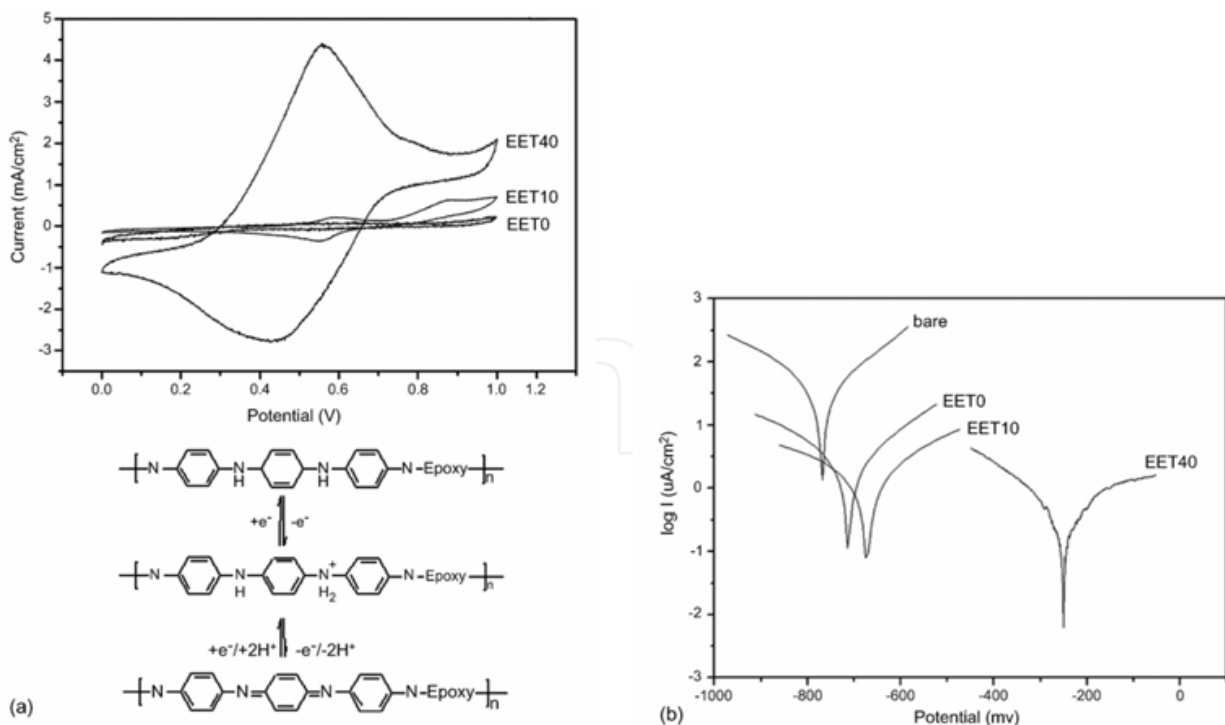 5
4
3
2
1
0
-1
-2
-3
Current (mA/cm²)
EET40
EET10
EET0
0.0 0.2 0.4 0.6 0.8 1.0 1.2
Potential (V)
[ N N H N H N-Epoxy ]n
+e⁻ -e⁻
[ N N H N⁺ H₂ N-Epoxy ]n
+e⁻/+2H⁺ -e⁻/-2H⁺
[ N N N N-Epoxy ]n
(a)
3
2
1
0
-1
-2
-3
log I (uA/cm²)
bare
EET0
EET10
EET40
-1000 -800 -600 -400 -200 0
Potential (mv)
(b)